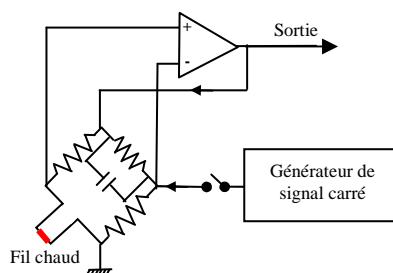 Sortie
+
-
Générateur de
signal carré
Fil chaud